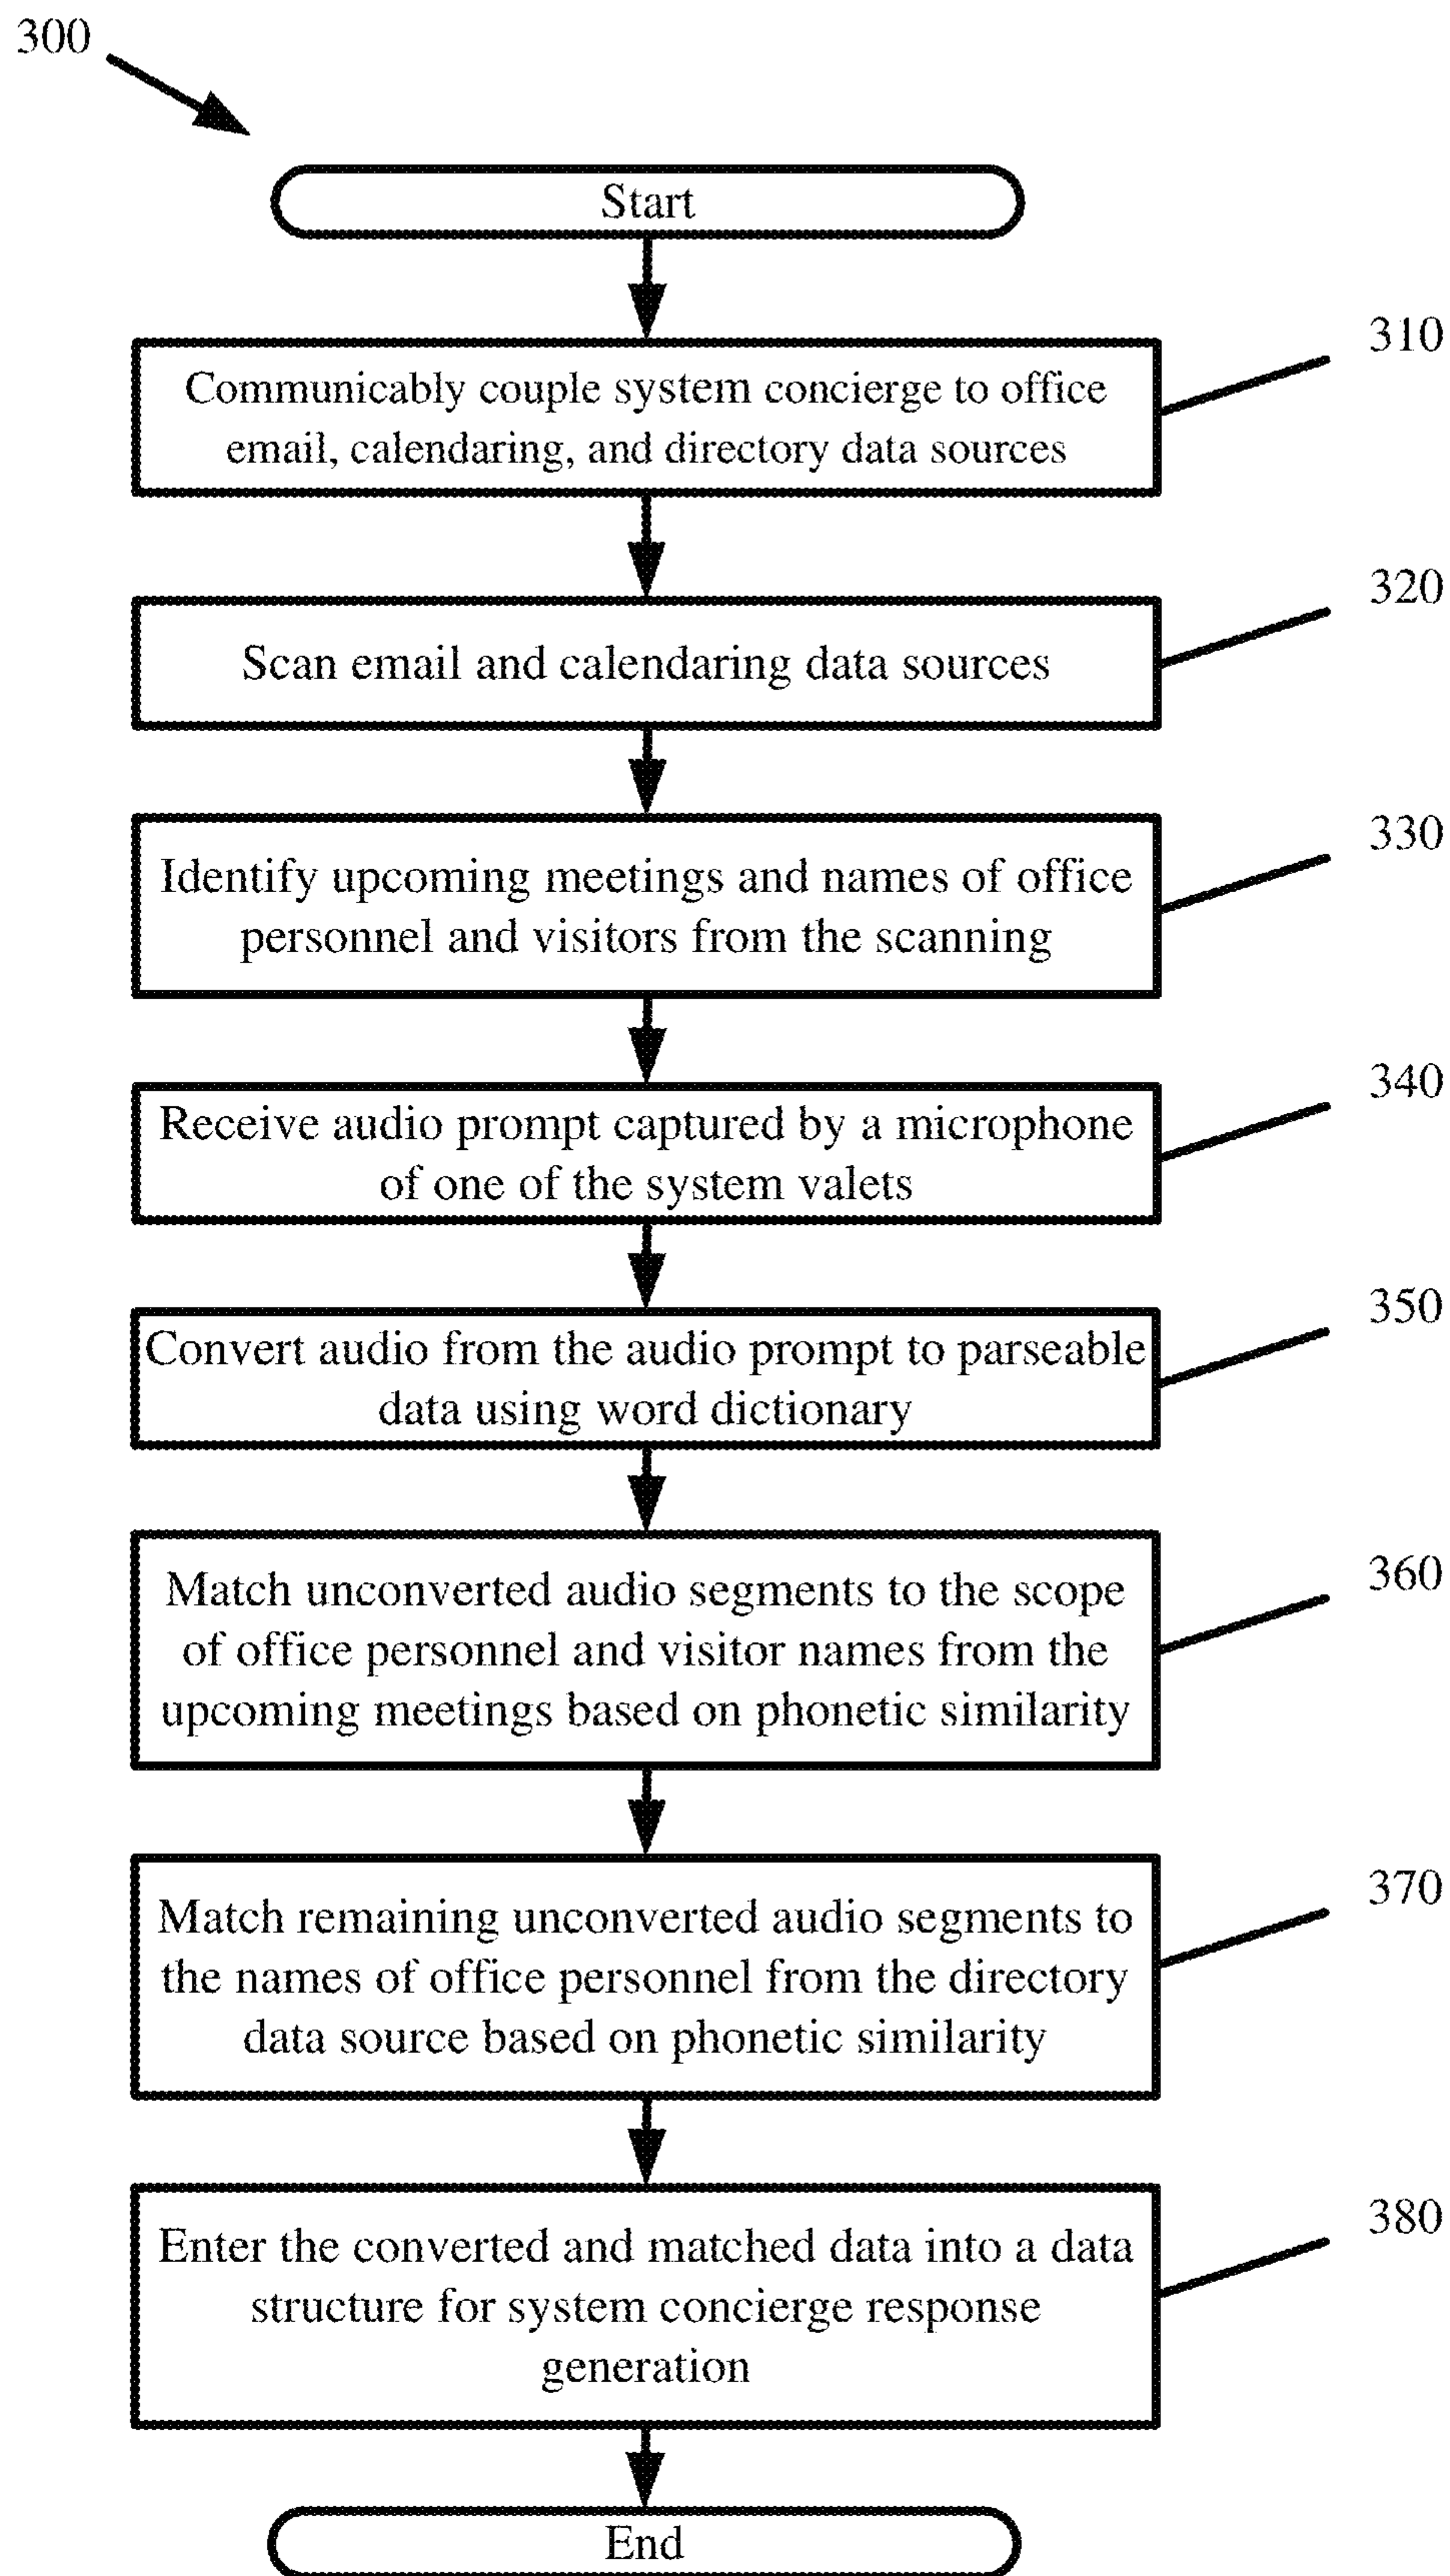 300
Start
310
Communicably couple system concierge to office
email, calendaring, and directory data sources
320
Scan email and calendaring data sources
330
Identify upcoming meetings and names of office
personnel and visitors from the scanning
340
Receive audio prompt captured by a microphone
of one of the system valets
350
Convert audio from the audio prompt to parseable
data using word dictionary
360
Match unconverted audio segments to the scope
of office personnel and visitor names from the
upcoming meetings based on phonetic similarity
370
Match remaining unconverted audio segments to
the names of office personnel from the directory
data source based on phonetic similarity
380
Enter the converted and matched data into a data
structure for system concierge response
generation
End